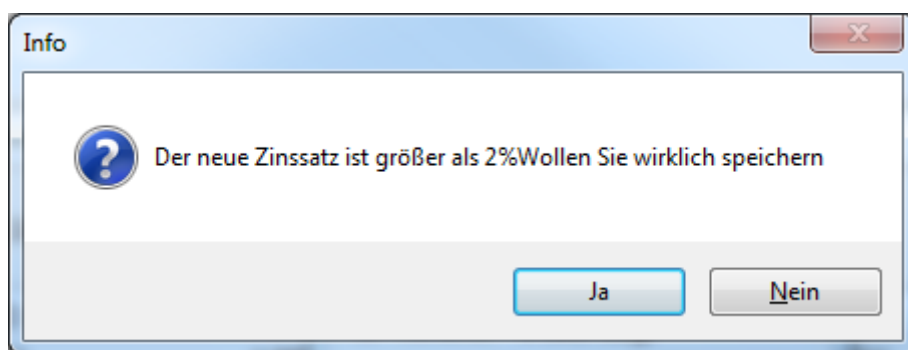 Info
Der neue Zinssatz ist größer als 2%Wollen Sie wirklich speichern
Ja
Nein